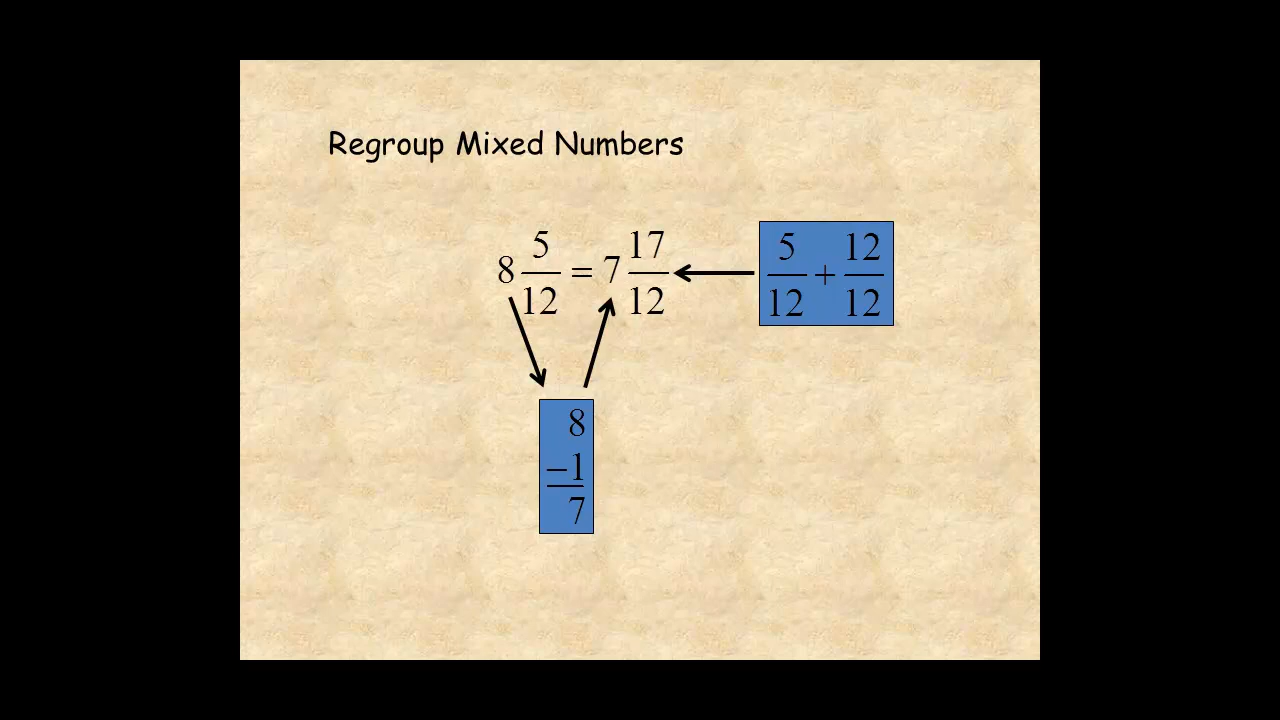 Regroup Mixed Numbers
8 5/12 = 7 17/12
5/12 + 12/12
8
−1
7